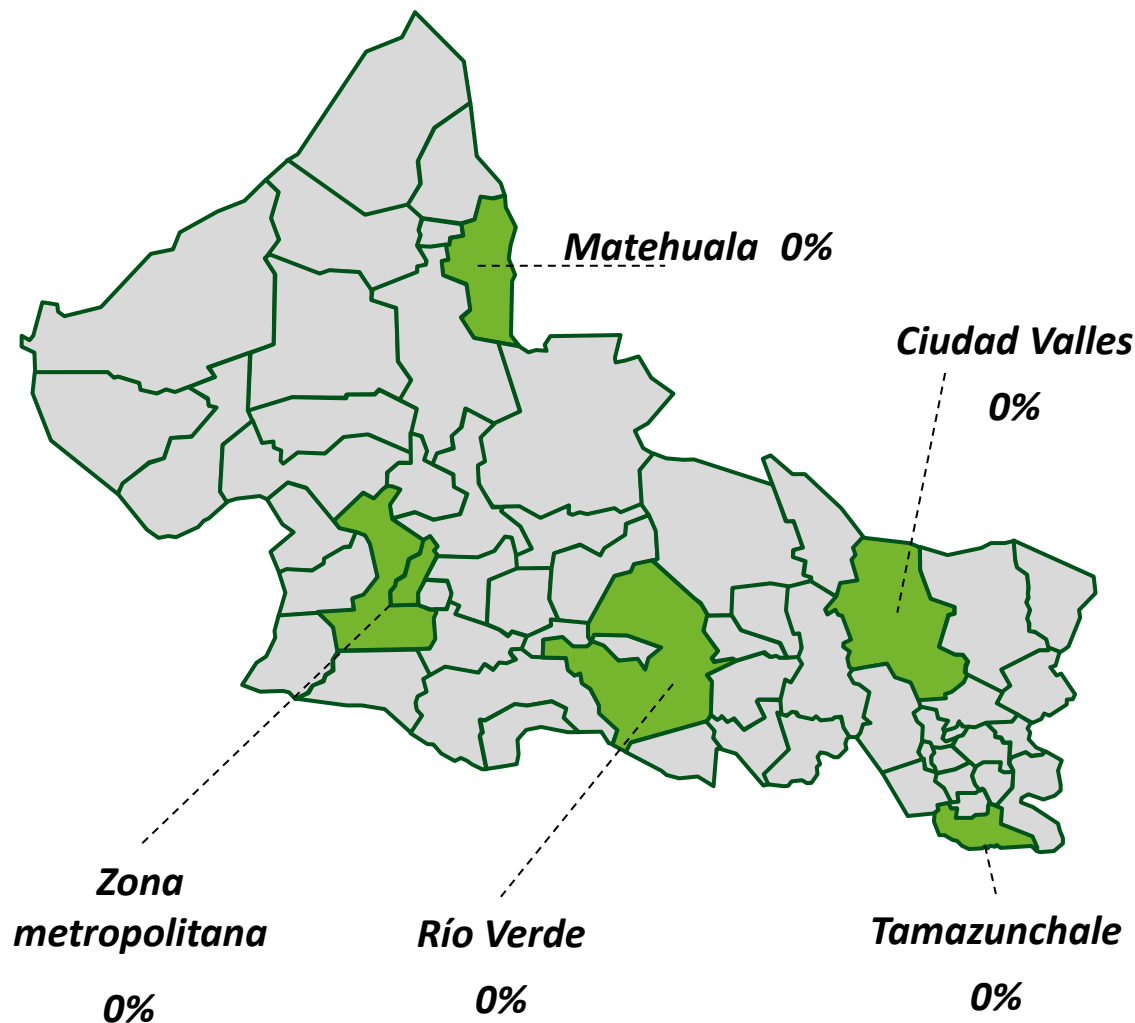 Matehuala 0%
Ciudad Valles
0%
Zona
metropolitana
0%
Río Verde
0%
Tamazunchale
0%